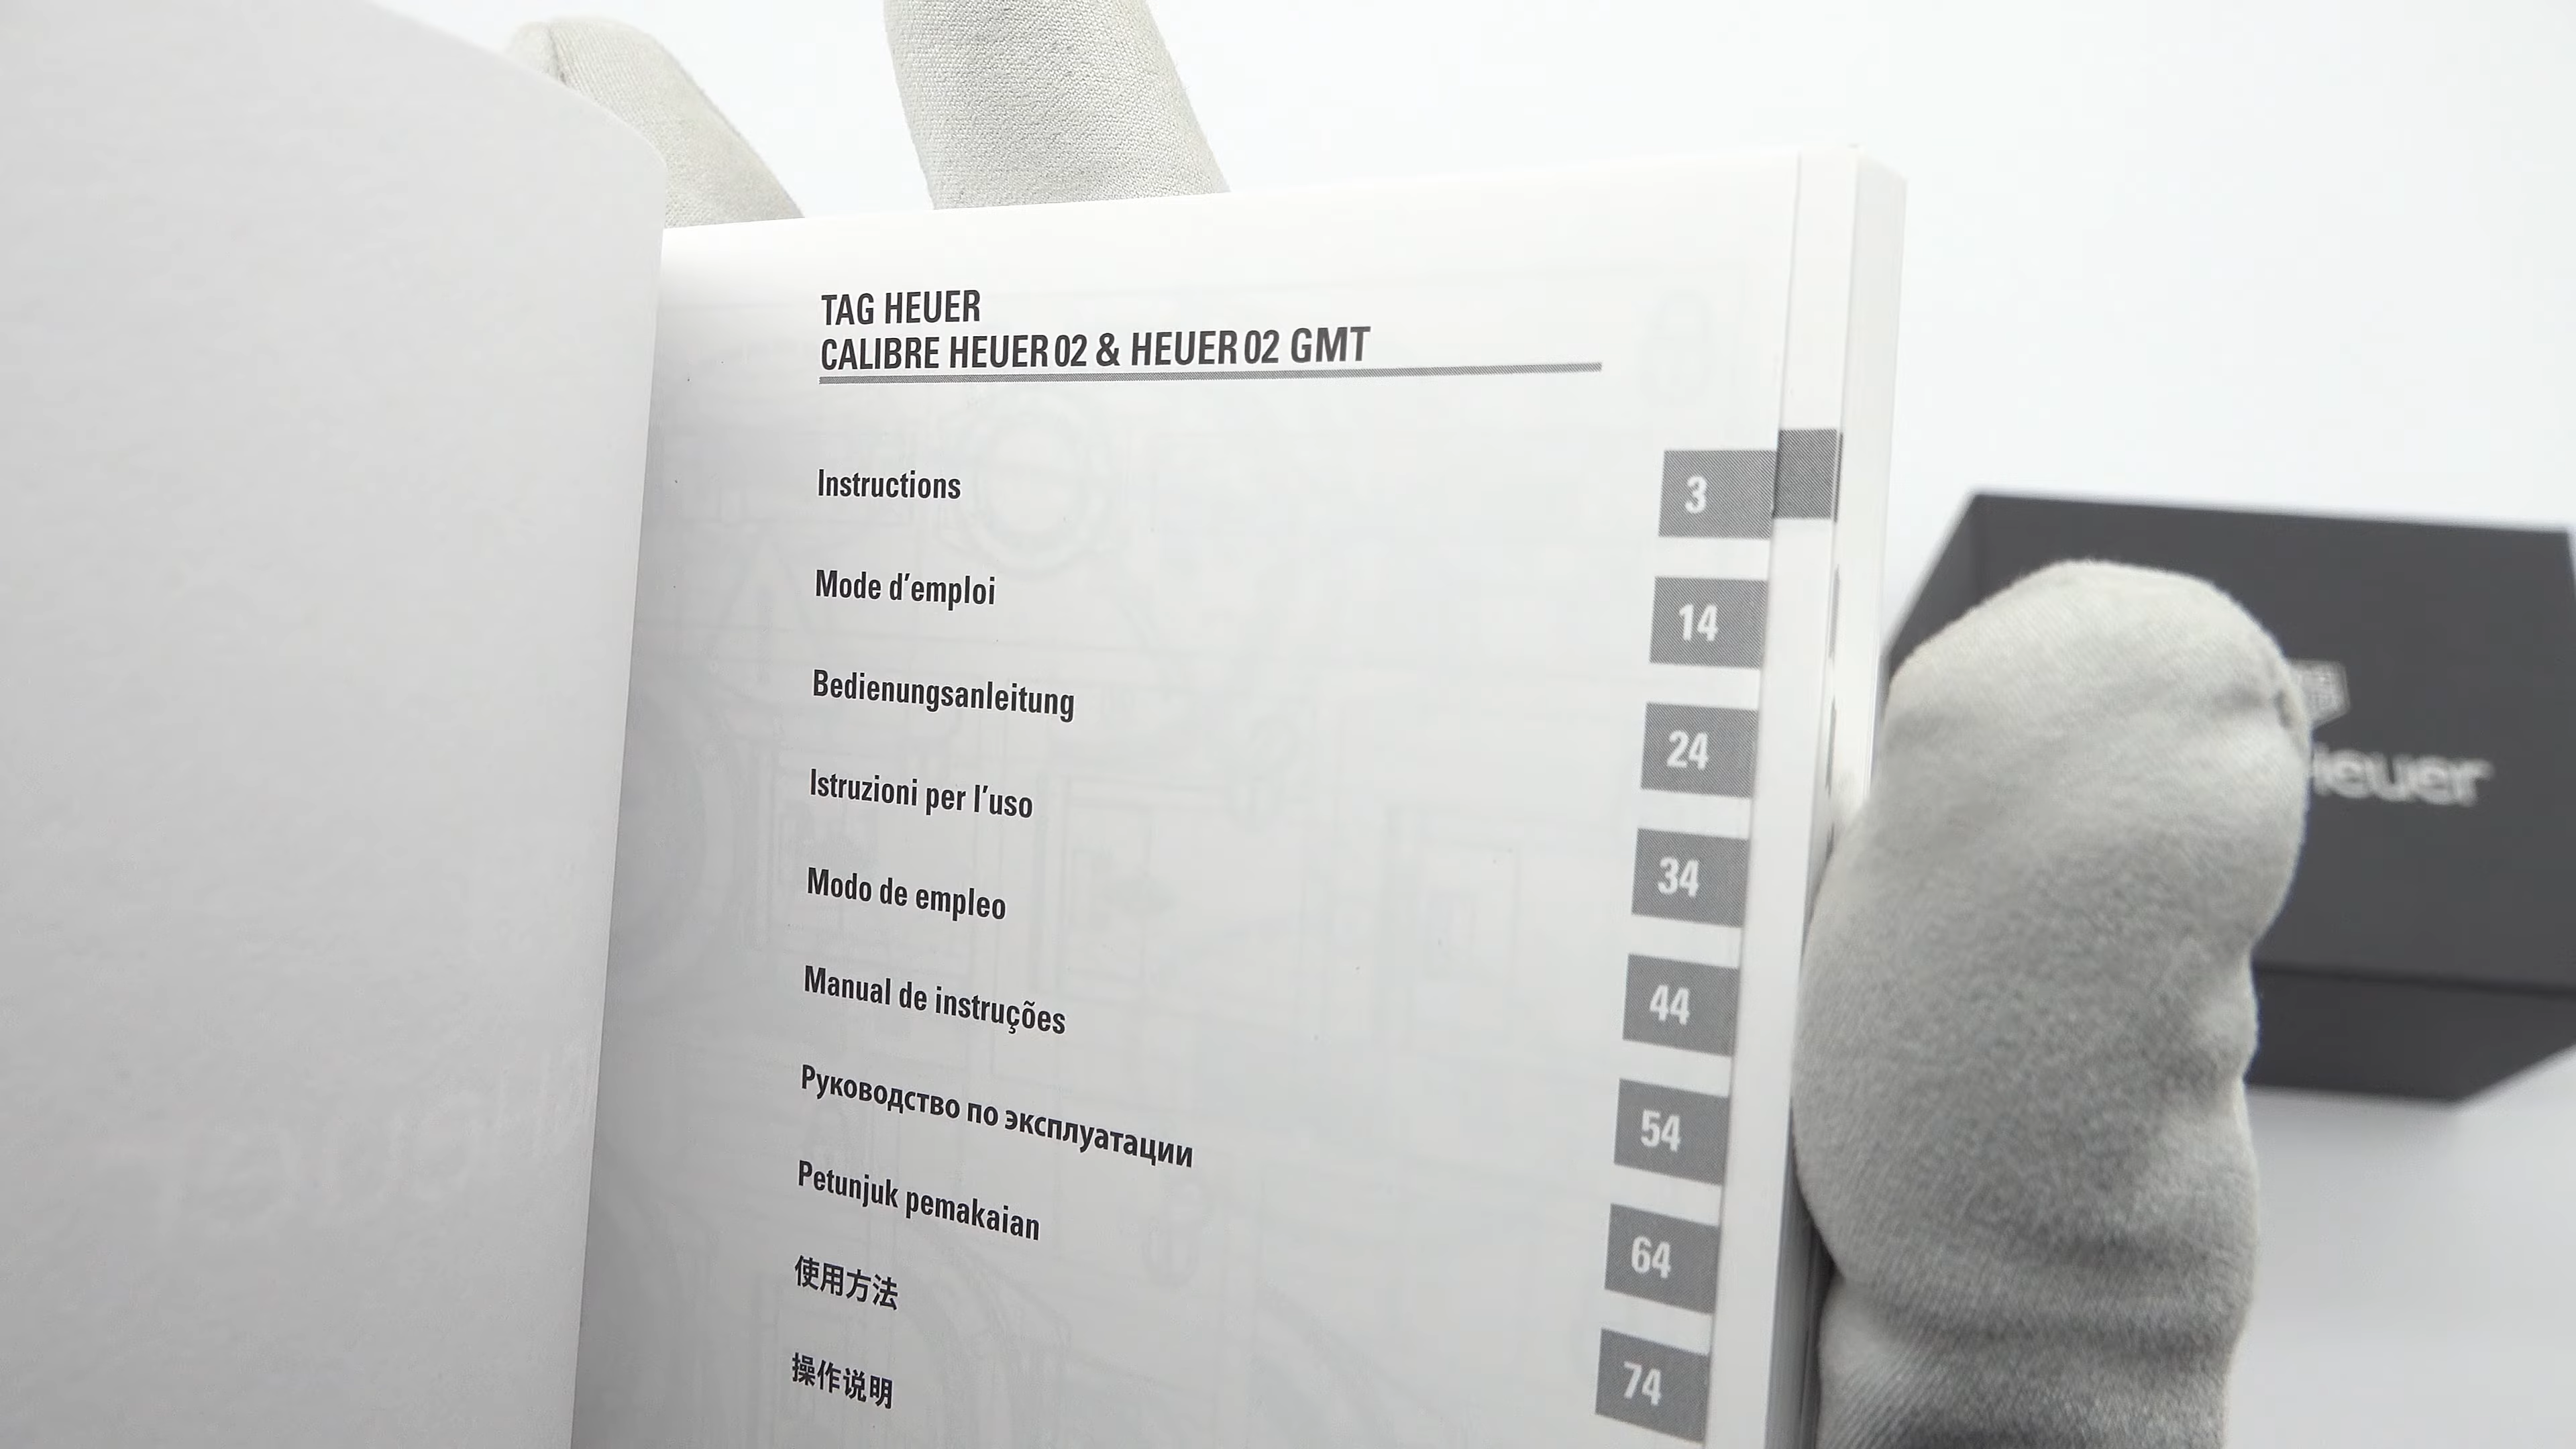 TAG HEUER
CALIBRE HEUER 02 & HEUER 02 GMT
Instructions 3
Mode d’emploi 14
Bedienungsanleitung 24
Istruzioni per l’uso 34
Modo de empleo 44
Manual de instruções 54
Руководство по эксплуатации 64
Petunjuk pemakaian 74
使用方法
操作说明